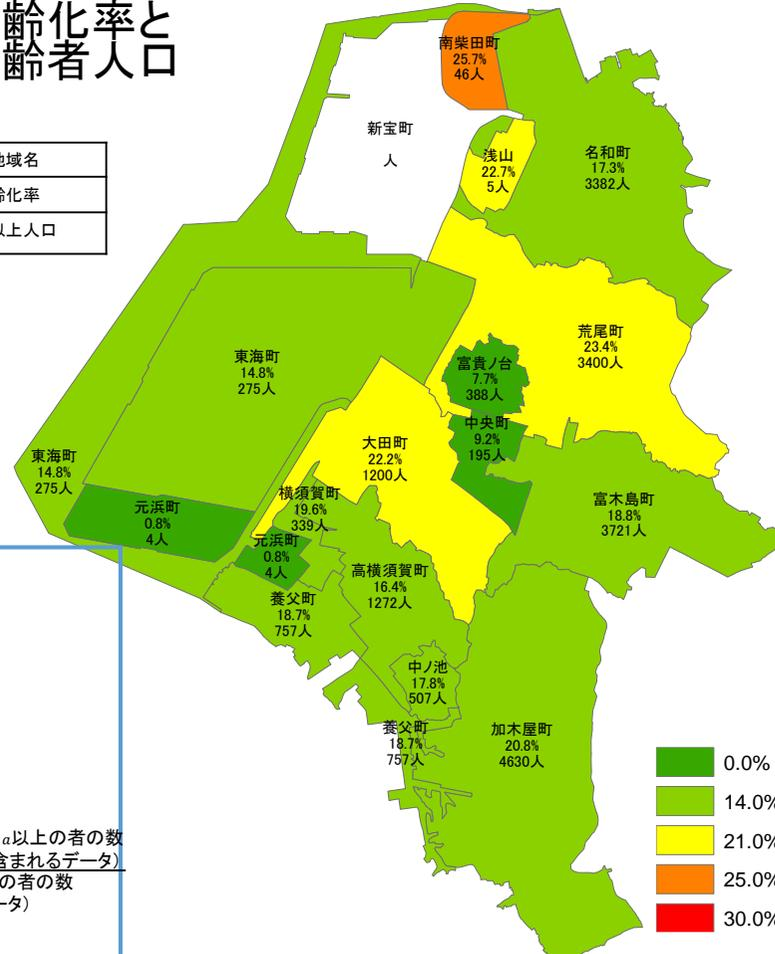 齢化率と
齢者人口
地域名
齢化率
以上人口
南柴田町
25.7%
46人
新宝町
人
浅山
22.7%
5人
名和町
17.3%
3382人
荒尾町
23.4%
3400人
東海町
14.8%
275人
富貴ノ台
7.7%
388人
中央町
9.2%
195人
大田町
22.2%
1200人
東海町
14.8%
275人
横須賀町
19.6%
339人
富木島町
18.8%
3721人
元浜町
0.8%
4人
元浜町
0.8%
4人
高横須賀町
16.4%
1272人
養父町
18.7%
757人
中ノ池
17.8%
507人
養父町
18.7%
757人
加木屋町
20.8%
4630人
0.0%
14.0%
21.0%
25.0%
30.0%
a以上の者の数
含まれるデータ)
の者の数
ータ)